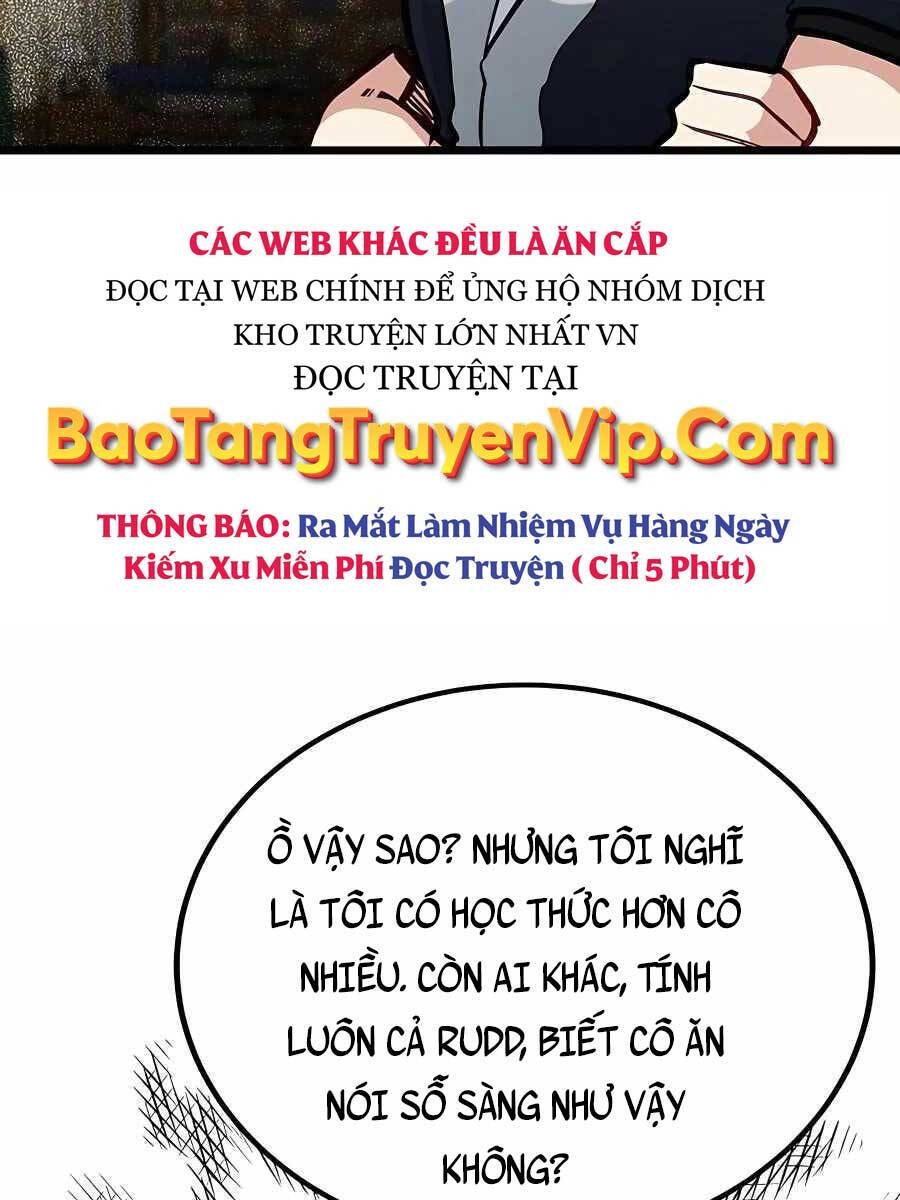 CÁC WEB KHÁC ĐỀU LÀ ĂN CẮP
ĐỌC TẠI WEB CHÍNH ĐỂ ỦNG HỘ NHÓM DỊCH
KHO TRUYỆN LỚN NHẤT VN
ĐỌC TRUYỆN TẠI
BaoTangTruyenVip.Com
THÔNG BÁO: Ra Mắt Làm Nhiệm Vụ Hàng Ngày
Kiếm Xu Miễn Phí Đọc Truyện ( Chỉ 5 Phút)
Ồ VẬY SAO? NHƯNG TÔI NGHĨ
LÀ TÔI CÓ HỌC THỨC HƠN CÔ
NHIỀU. CÒN AI KHÁC, TÍNH
LUÔN CẢ RUDD, BIẾT CÔ ĂN
NÓI SỖ SÀNG NHƯ VẬY
KHÔNG?